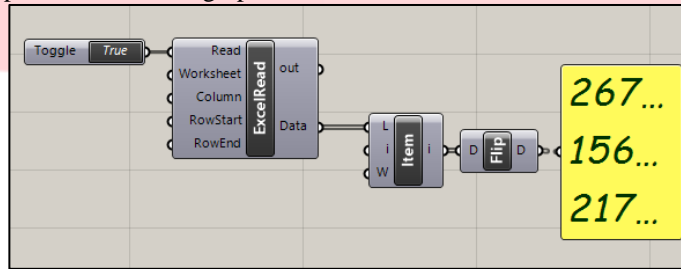 Toggle True
Read
Worksheet
Column
RowStart
RowEnd
ExcelRead
out
Data
L
i
W
Item
i
D
Flip
D
267...
156...
217...